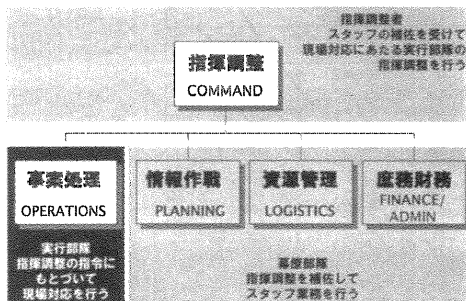 指揮調整者
スタッフの補佐を受けて
現場対応にあたる実行部隊の
指揮調整を行う
指揮調整
COMMAND
事案処理
OPERATIONS
情報作戦
PLANNING
資源管理
LOGISTICS
庶務財務
FINANCE/
ADMIN
実行部隊
指揮調整の指令に
もとづいて
現場対応を行う
幕僚部隊
指揮調整を補佐して
スタッフ業務を行う